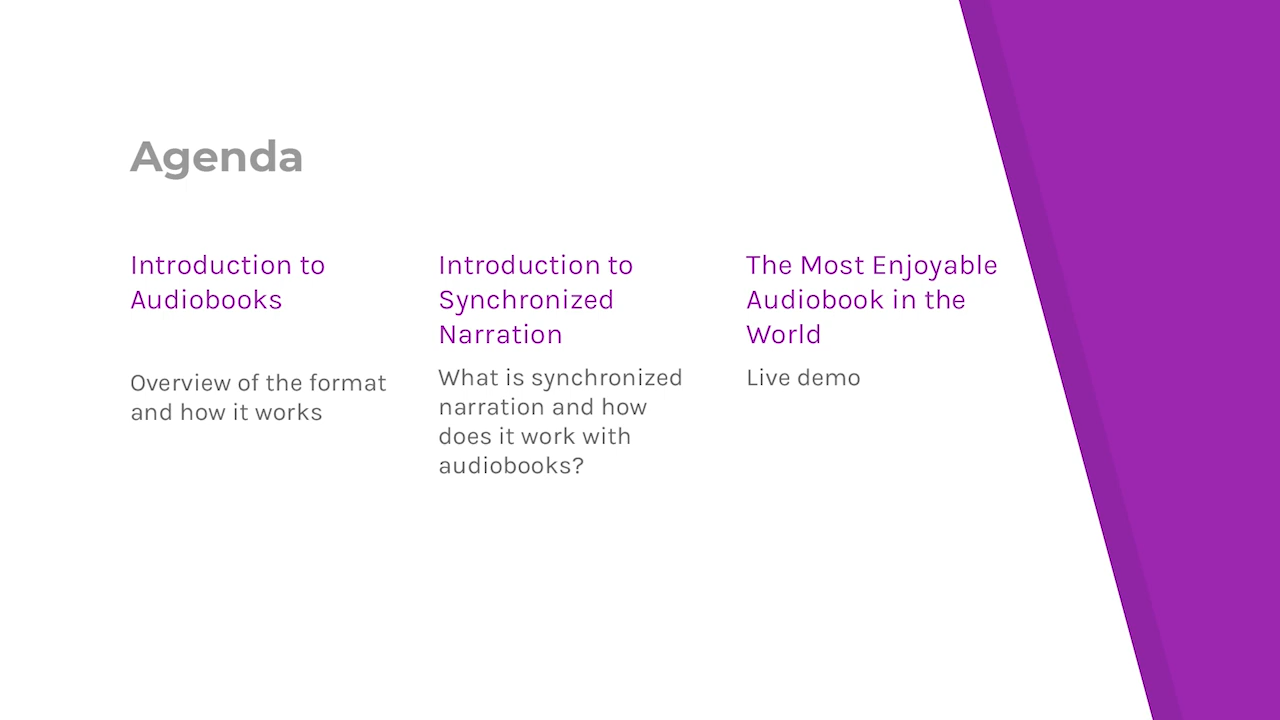 Agenda
Introduction to
Audiobooks
Overview of the format
and how it works
Introduction to
Synchronized
Narration
What is synchronized
narration and how
does it work with
audiobooks?
The Most Enjoyable
Audiobook in the
World
Live demo